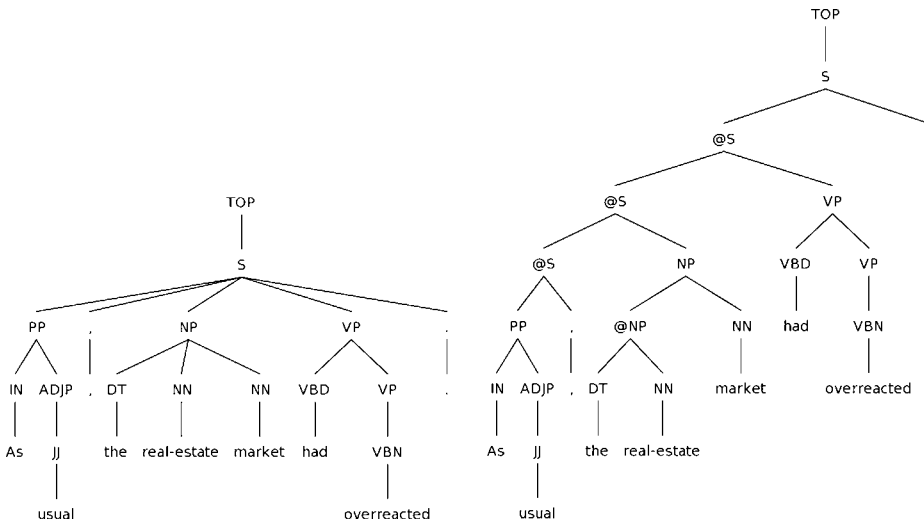 TOP
S
@S
TOP @S VP
S @S NP VBD VP
PP , NP VP . PP , @NP NN had VBN
IN ADJP , DT NN NN VBD VP . IN ADJP , DT NN market overreacted
As JJ the real-estate market had VBN As JJ the real-estate
usual overreacted usual